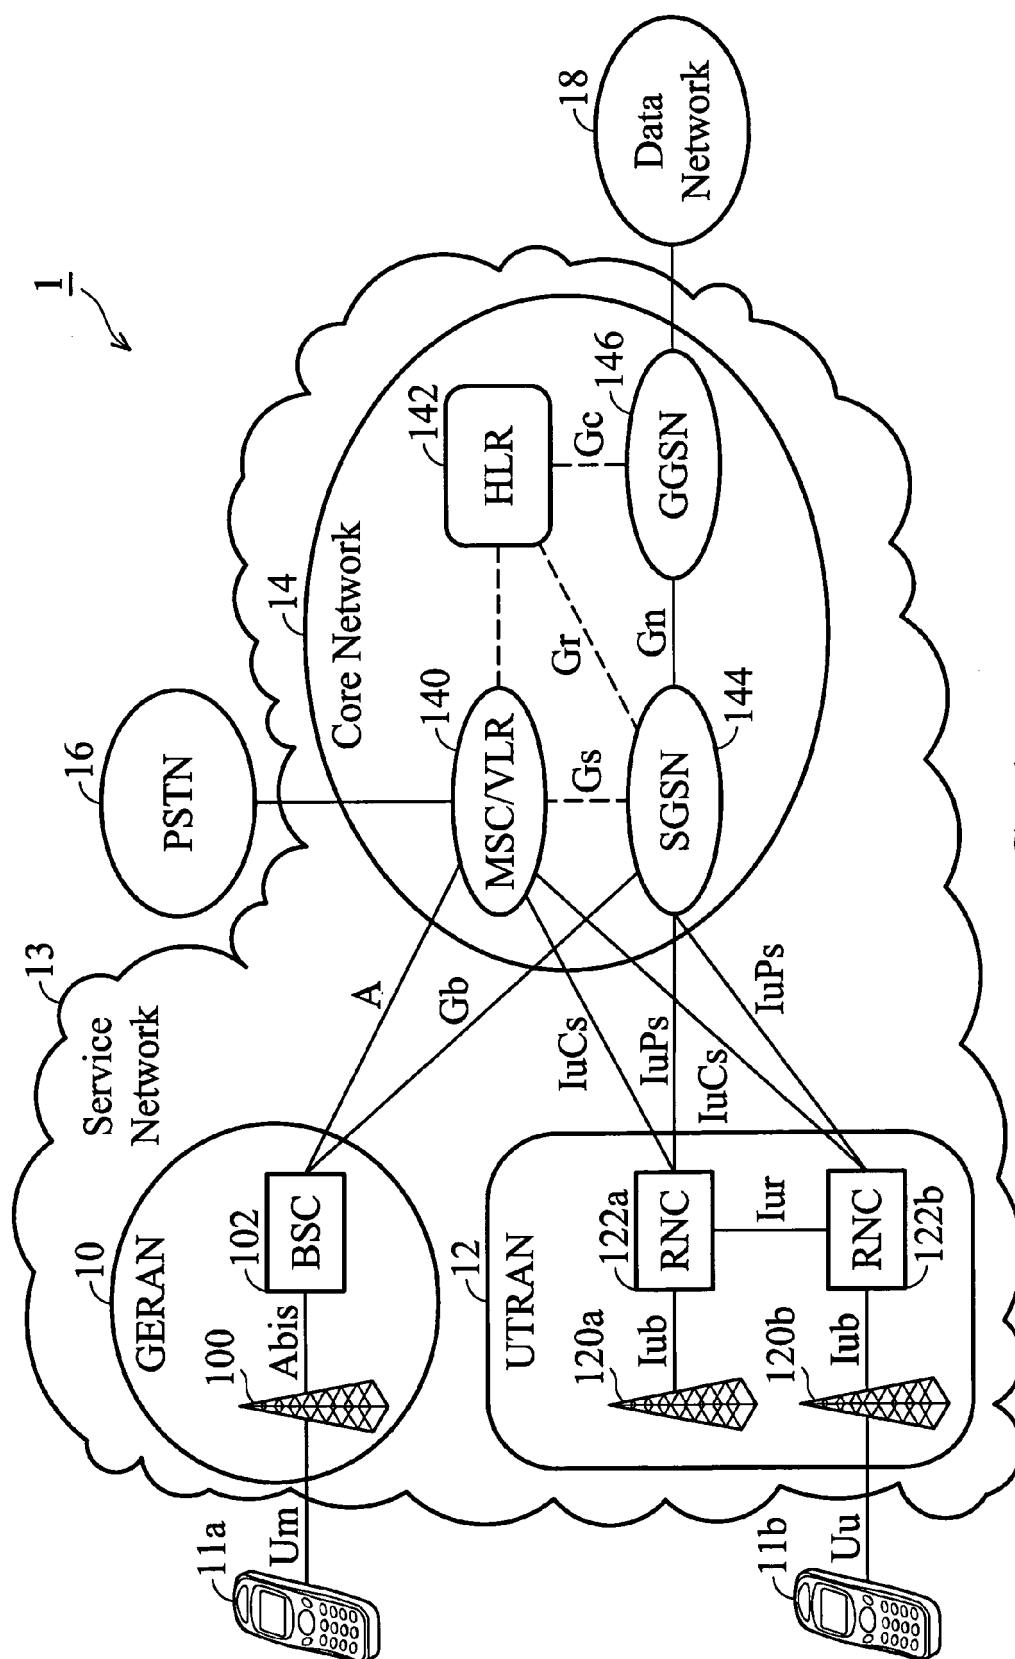 1
16
PSTN
18
Data
Network
13
Service
Network
14
Core Network
140
MSC/VLR
142
HLR
Gs
Gr
Gc
144
SGSN
Gn
146
GGSN
A
Gb
IuCs
IuPs
IuCs
IuPs
10
GERAN
100
Abis
102
BSC
11a
Um
12
UTRAN
120a
Iub
122a
RNC
Iur
120b
Iub
122b
RNC
11b
Uu